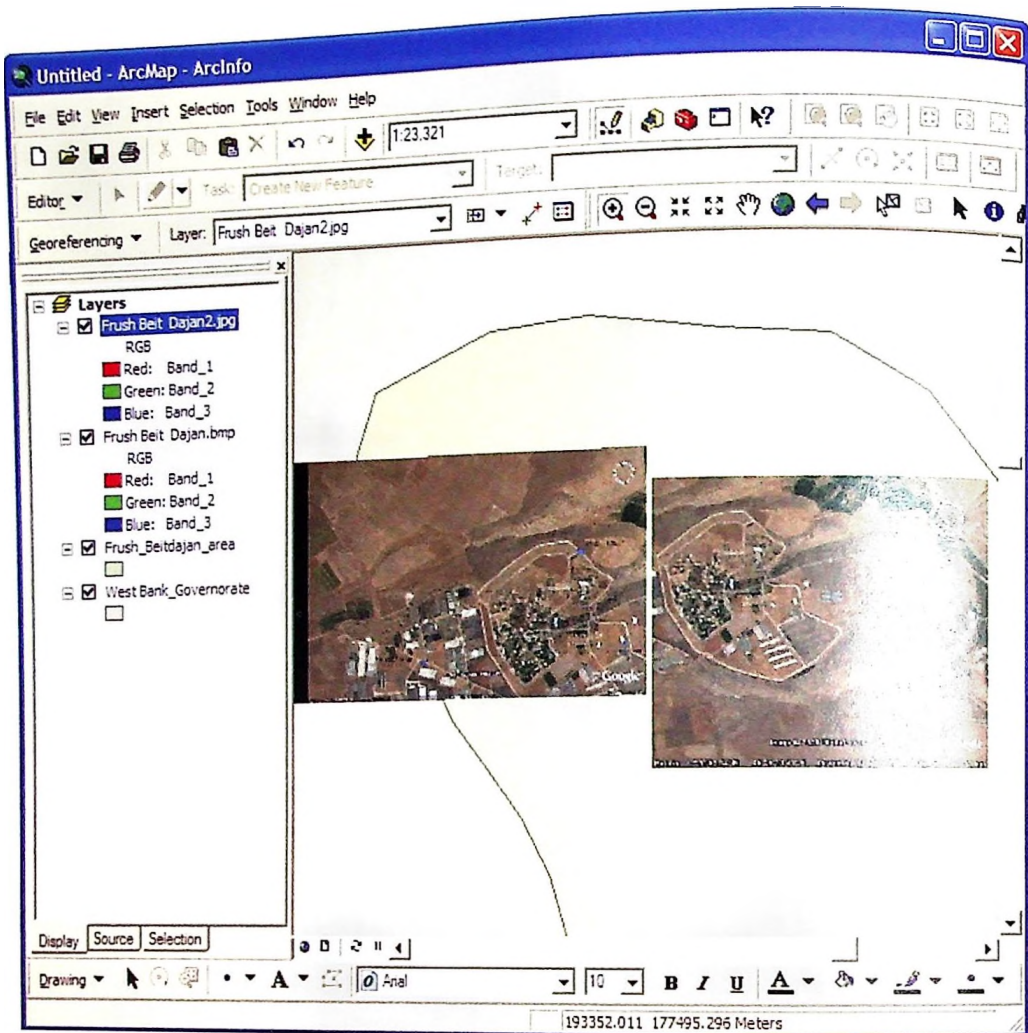 Untitled - ArcMap - ArcInfo
File Edit View Insert Selection Tools Window Help
1:23,321
Editor Task: Create New Feature Target:
Georeferencing Layer: Frush Beit Dajan2.jpg
Layers
Frush Beit Dajan2.jpg
RGB
Red: Band_1
Green: Band_2
Blue: Band_3
Frush Beit Dajan.bmp
RGB
Red: Band_1
Green: Band_2
Blue: Band_3
Frush_Beitdajan_area
West Bank_Governorate
Google
Display Source Selection
Drawing A Arial 10 B I U A
193352.011 177495.296 Meters